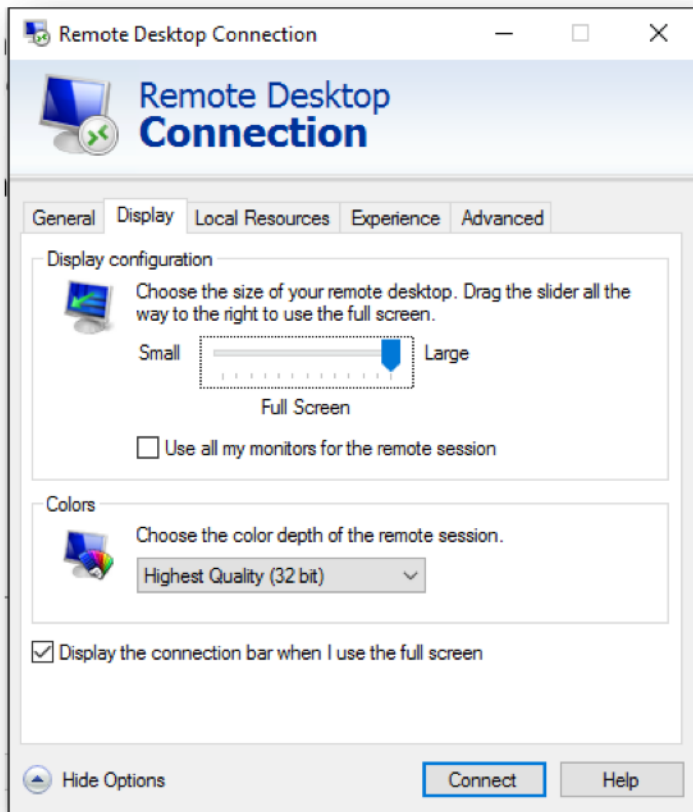 Remote Desktop Connection
Remote Desktop
Connection
General Display Local Resources Experience Advanced
Display configuration
Choose the size of your remote desktop. Drag the slider all the
way to the right to use the full screen.
Small Large
Full Screen
Use all my monitors for the remote session
Colors
Choose the color depth of the remote session.
Highest Quality (32 bit)
Display the connection bar when I use the full screen
Hide Options Connect Help